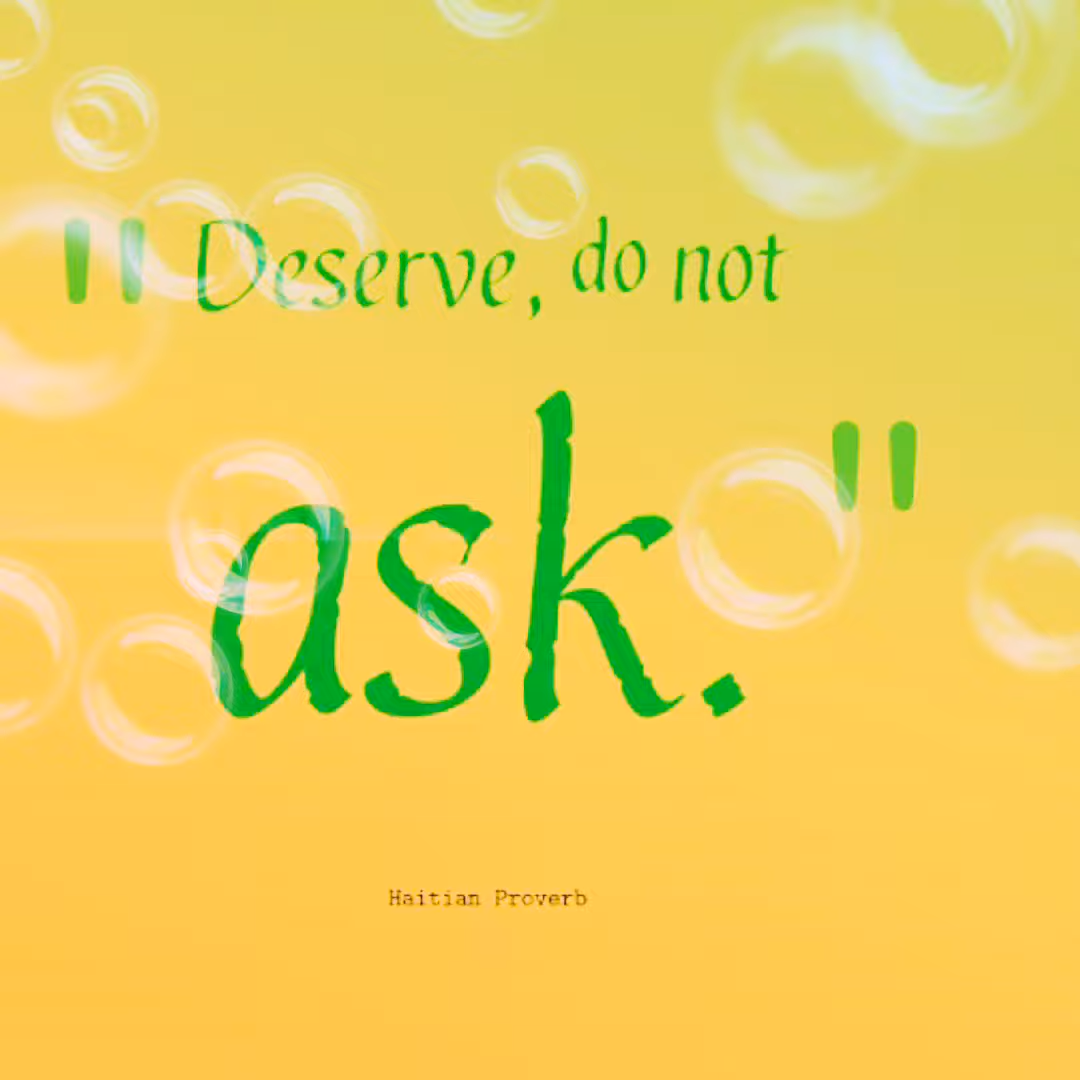 "Deserve, do not
ask."
Haitian Proverb